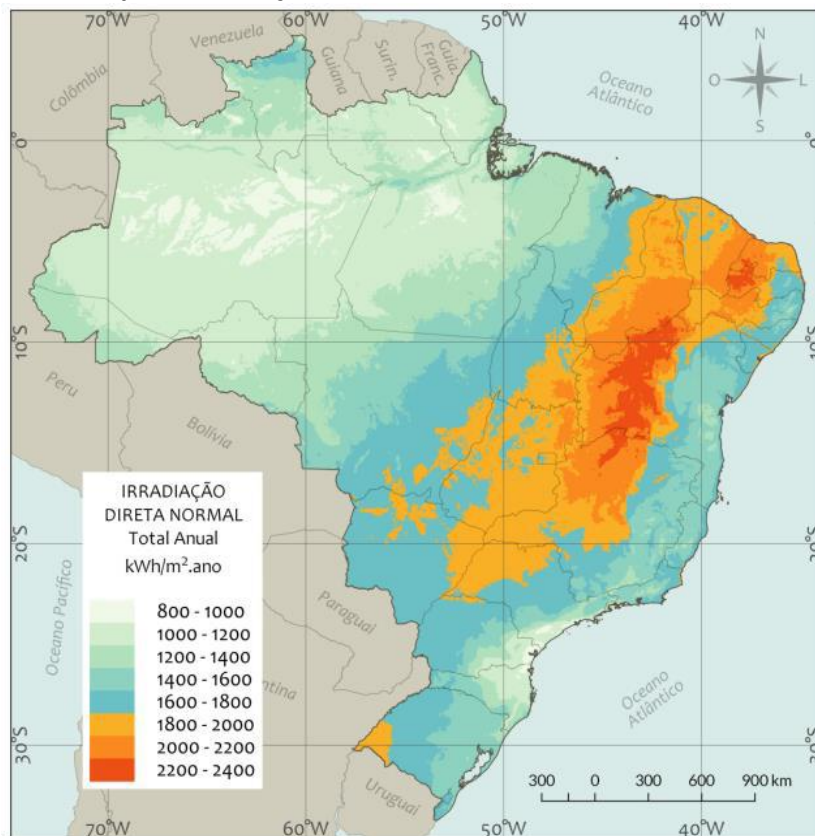 70°W
60°W
50°W
40°W
Venezuela
Colômbia
Guiana
Surin.
Guia.
Franc.
Oceano
Atlântico
N
O
L
S
0°
0°
Peru
10°S
10°S
Bolívia
IRRADIAÇÃO
DIRETA NORMAL
Total Anual
kWh/m².ano
800 - 1000
1000 - 1200
1200 - 1400
1400 - 1600
1600 - 1800
1800 - 2000
2000 - 2200
2200 - 2400
20°S
20°S
Oceano Pacífico
Paraguai
ntina
Oceano
Atlântico
30°S
30°S
Uruguai
300
0
300
600
900 km
70°W
60°W
50°W
40°W